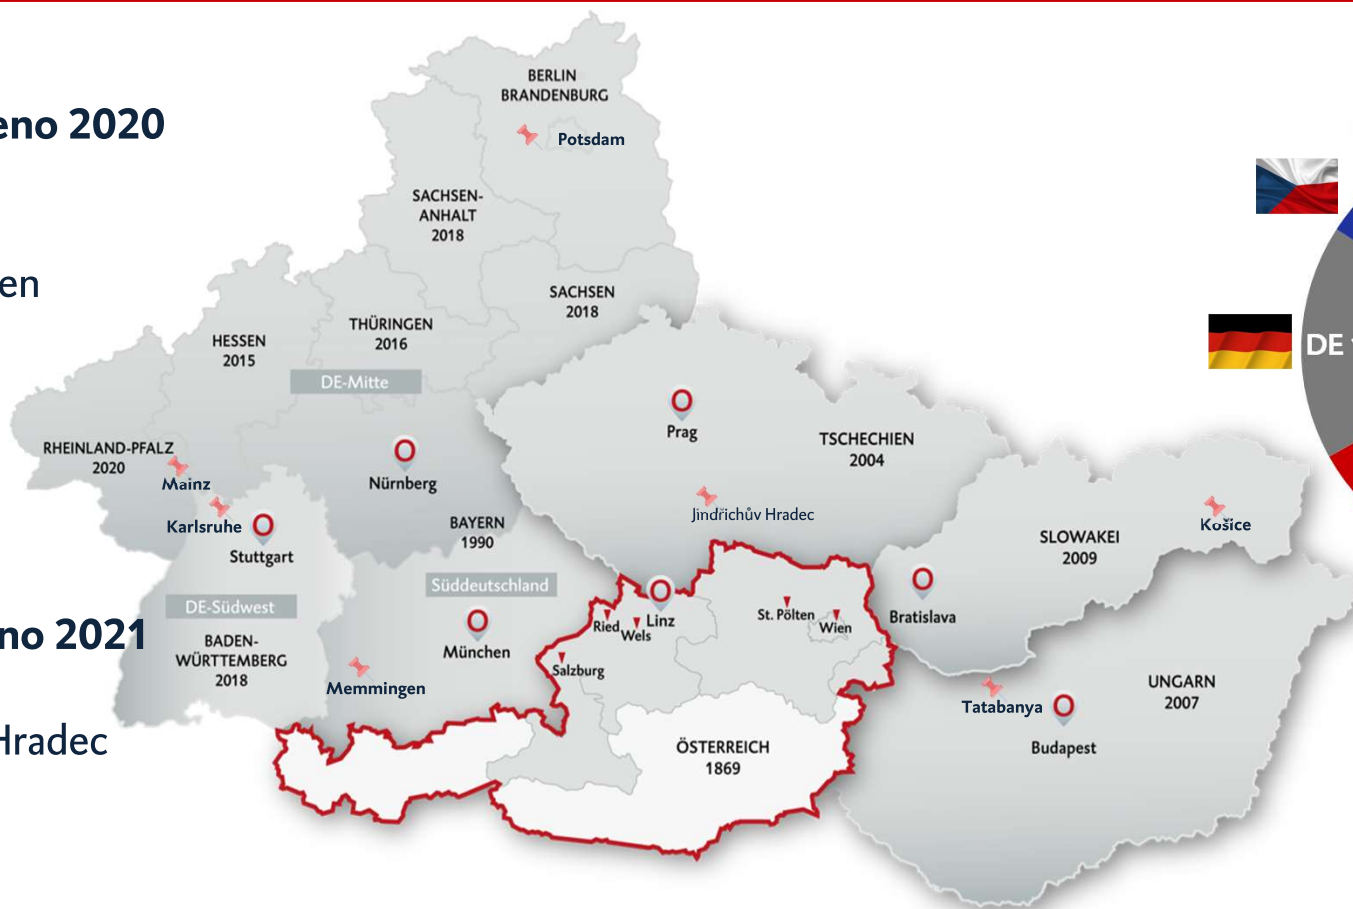 eno 2020
en
no 2021
Hradec
BERLIN
BRANDENBURG
Potsdam
SACHSEN-
ANHALT
2018
SACHSEN
2018
THÜRINGEN
2016
HESSEN
2015
DE-Mitte
RHEINLAND-PFALZ
2020
Mainz
Karlsruhe
Stuttgart
Nürnberg
BAYERN
1990
DE-Südwest
BADEN-
WÜRTTEMBERG
2018
Süddeutschland
München
Memmingen
Prag
TSCHECHIEN
2004
Jindřichův Hradec
SLOWAKEI
2009
Košice
Bratislava
Linz
Ried
Wels
Salzburg
St. Pölten
Wien
ÖSTERREICH
1869
Tatabanya
Budapest
UNGARN
2007
DE